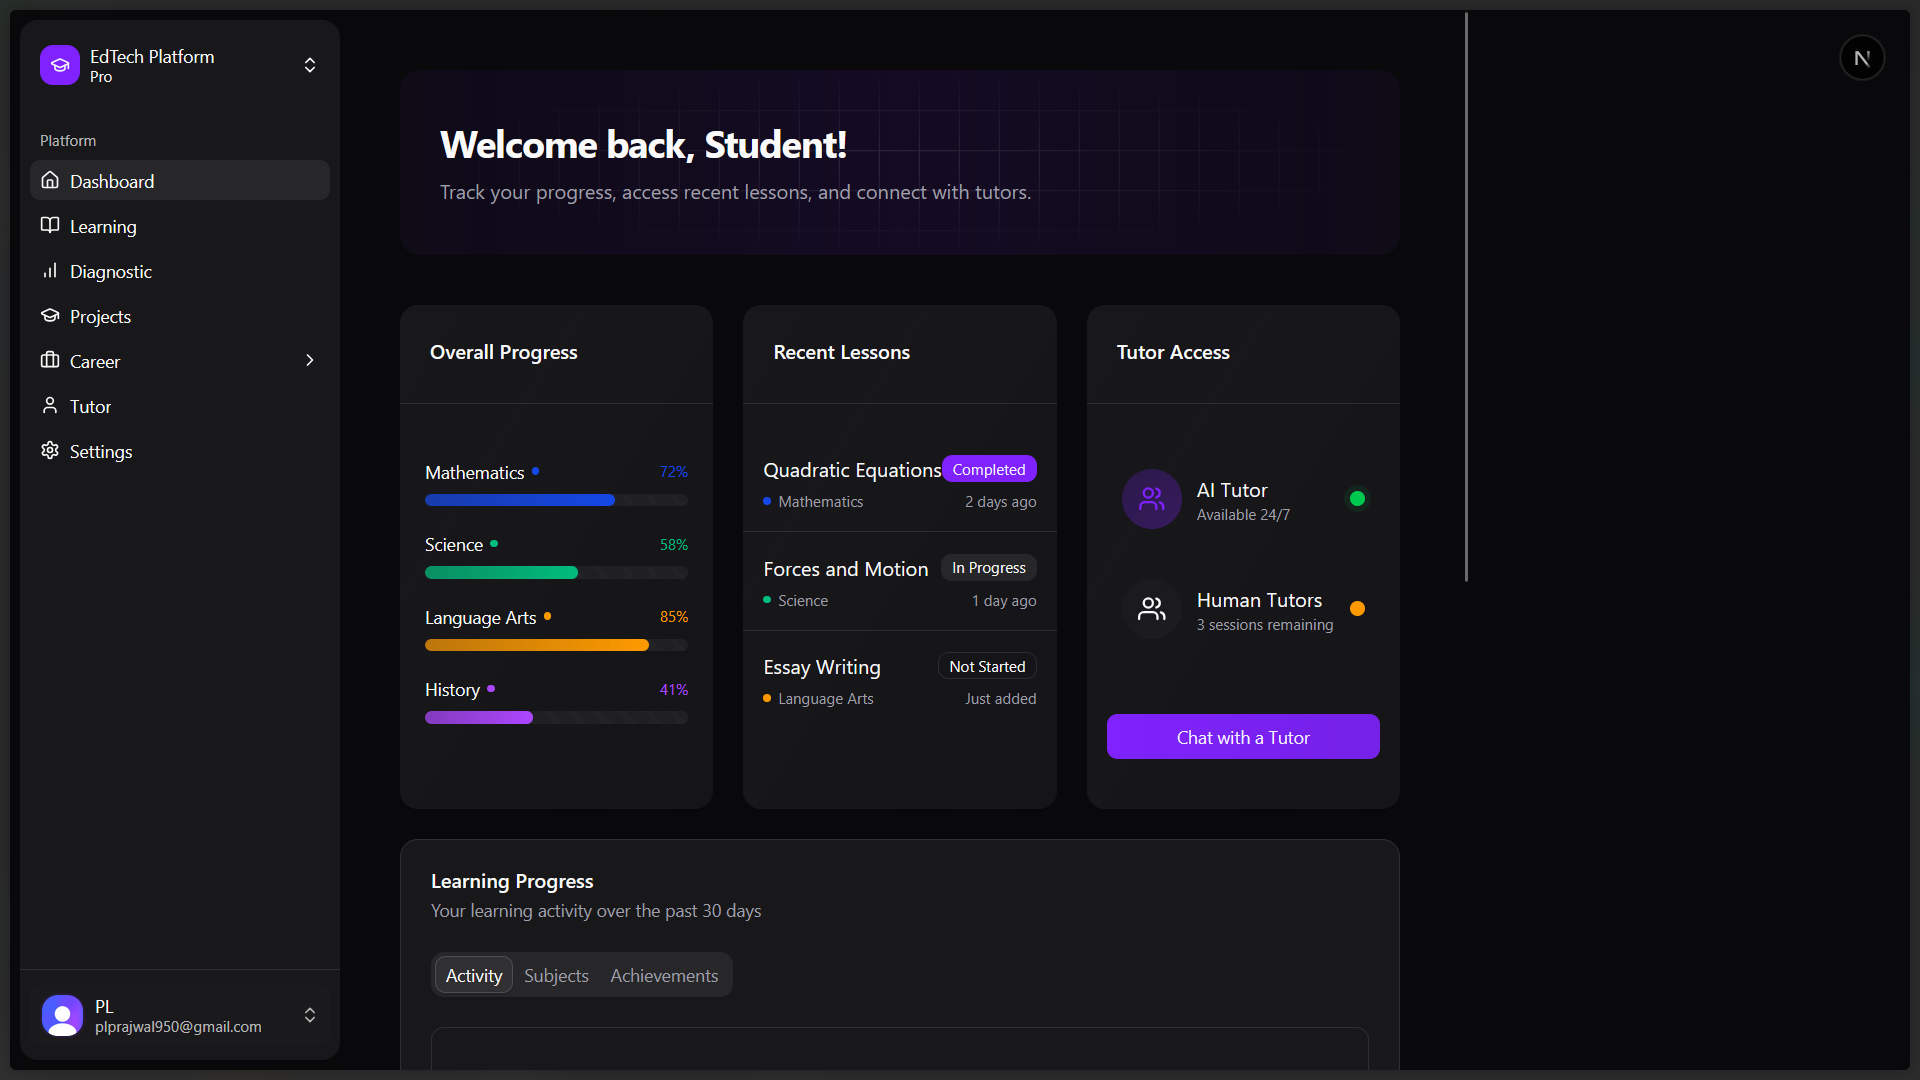 EdTech Platform
Pro
Platform
Dashboard
Learning
Diagnostic
Projects
Career
Tutor
Settings
PL
plprajwal950@gmail.com
Welcome back, Student!
Track your progress, access recent lessons, and connect with tutors.
Overall Progress
Mathematics 72%
Science 58%
Language Arts 85%
History 41%
Recent Lessons
Quadratic Equations Completed
Mathematics 2 days ago
Forces and Motion In Progress
Science 1 day ago
Essay Writing Not Started
Language Arts Just added
Tutor Access
AI Tutor
Available 24/7
Human Tutors
3 sessions remaining
Chat with a Tutor
Learning Progress
Your learning activity over the past 30 days
Activity Subjects Achievements
N